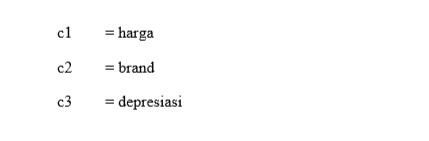 c1 = harga
c2 = brand
c3 = depresiasi